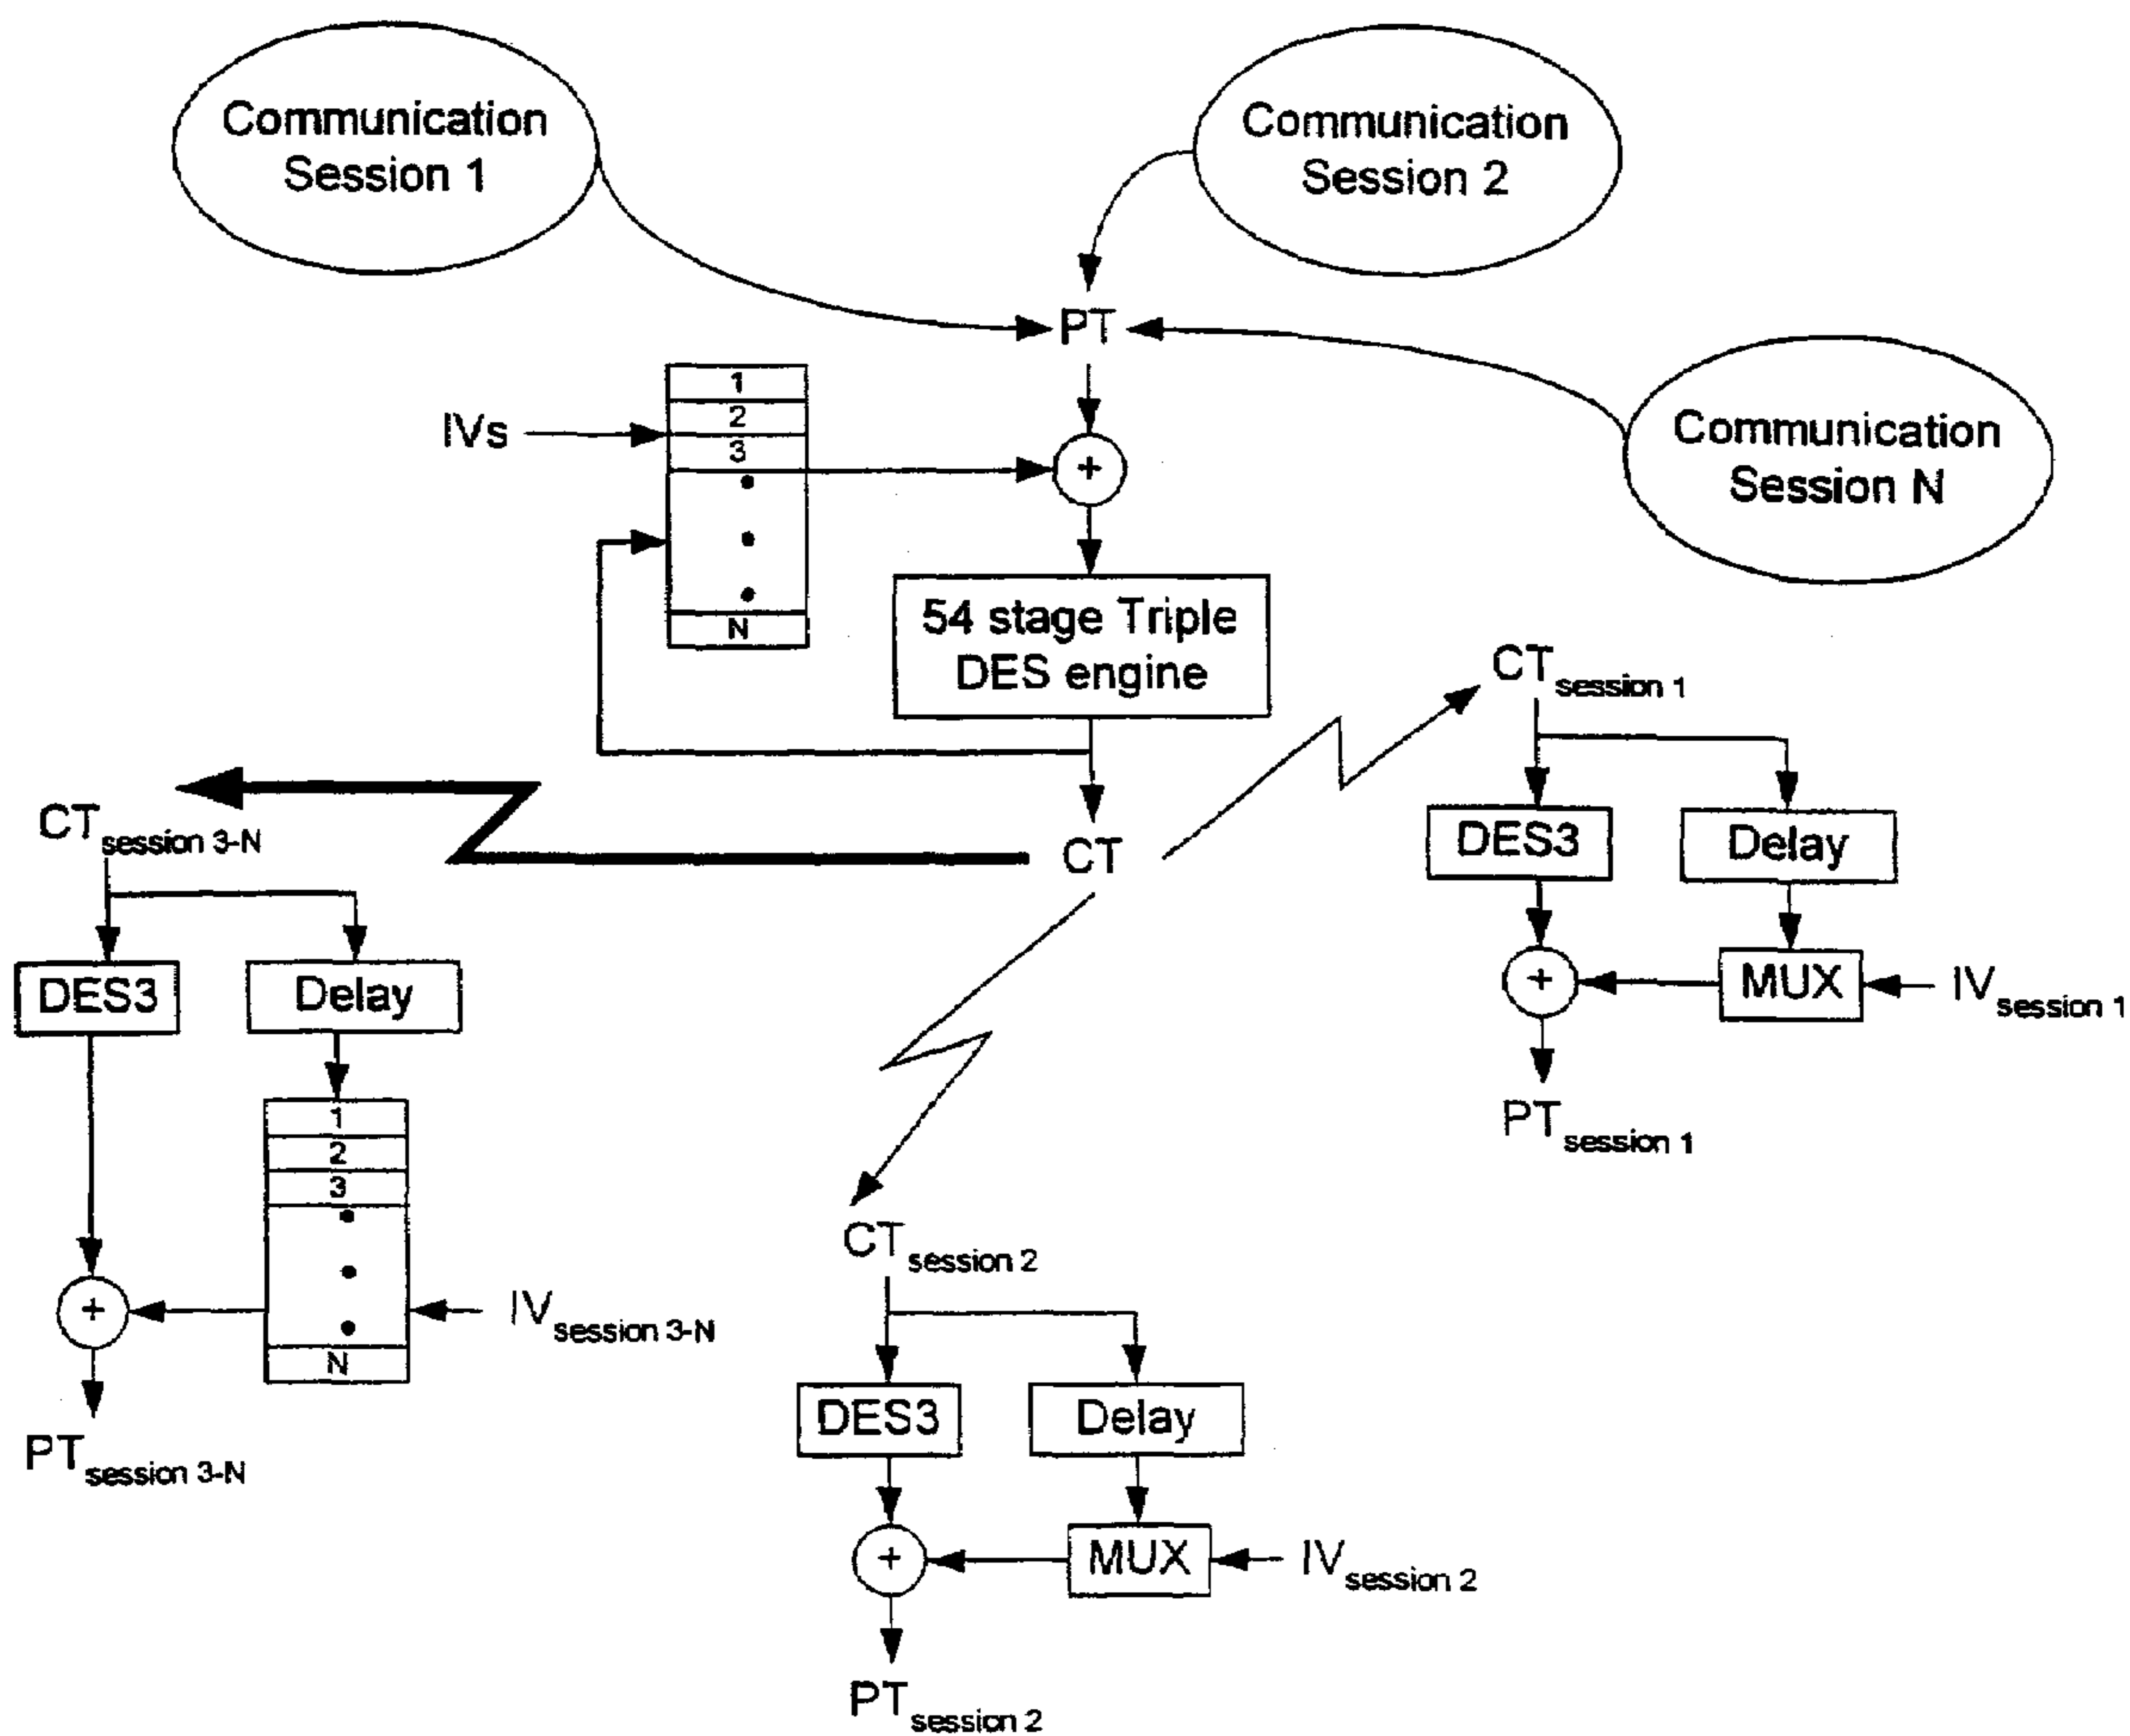 Communication
Session 1
Communication
Session 2
PT
Communication
Session N
IVs
1
2
3
N
+
54 stage Triple
DES engine
CT
CT session 1
DES3
Delay
+
MUX
IV session 1
PT session 1
CT session 3-N
DES3
Delay
1
2
3
N
+
IV session 3-N
PT session 3-N
CT session 2
DES3
Delay
+
MUX
IV session 2
PT session 2